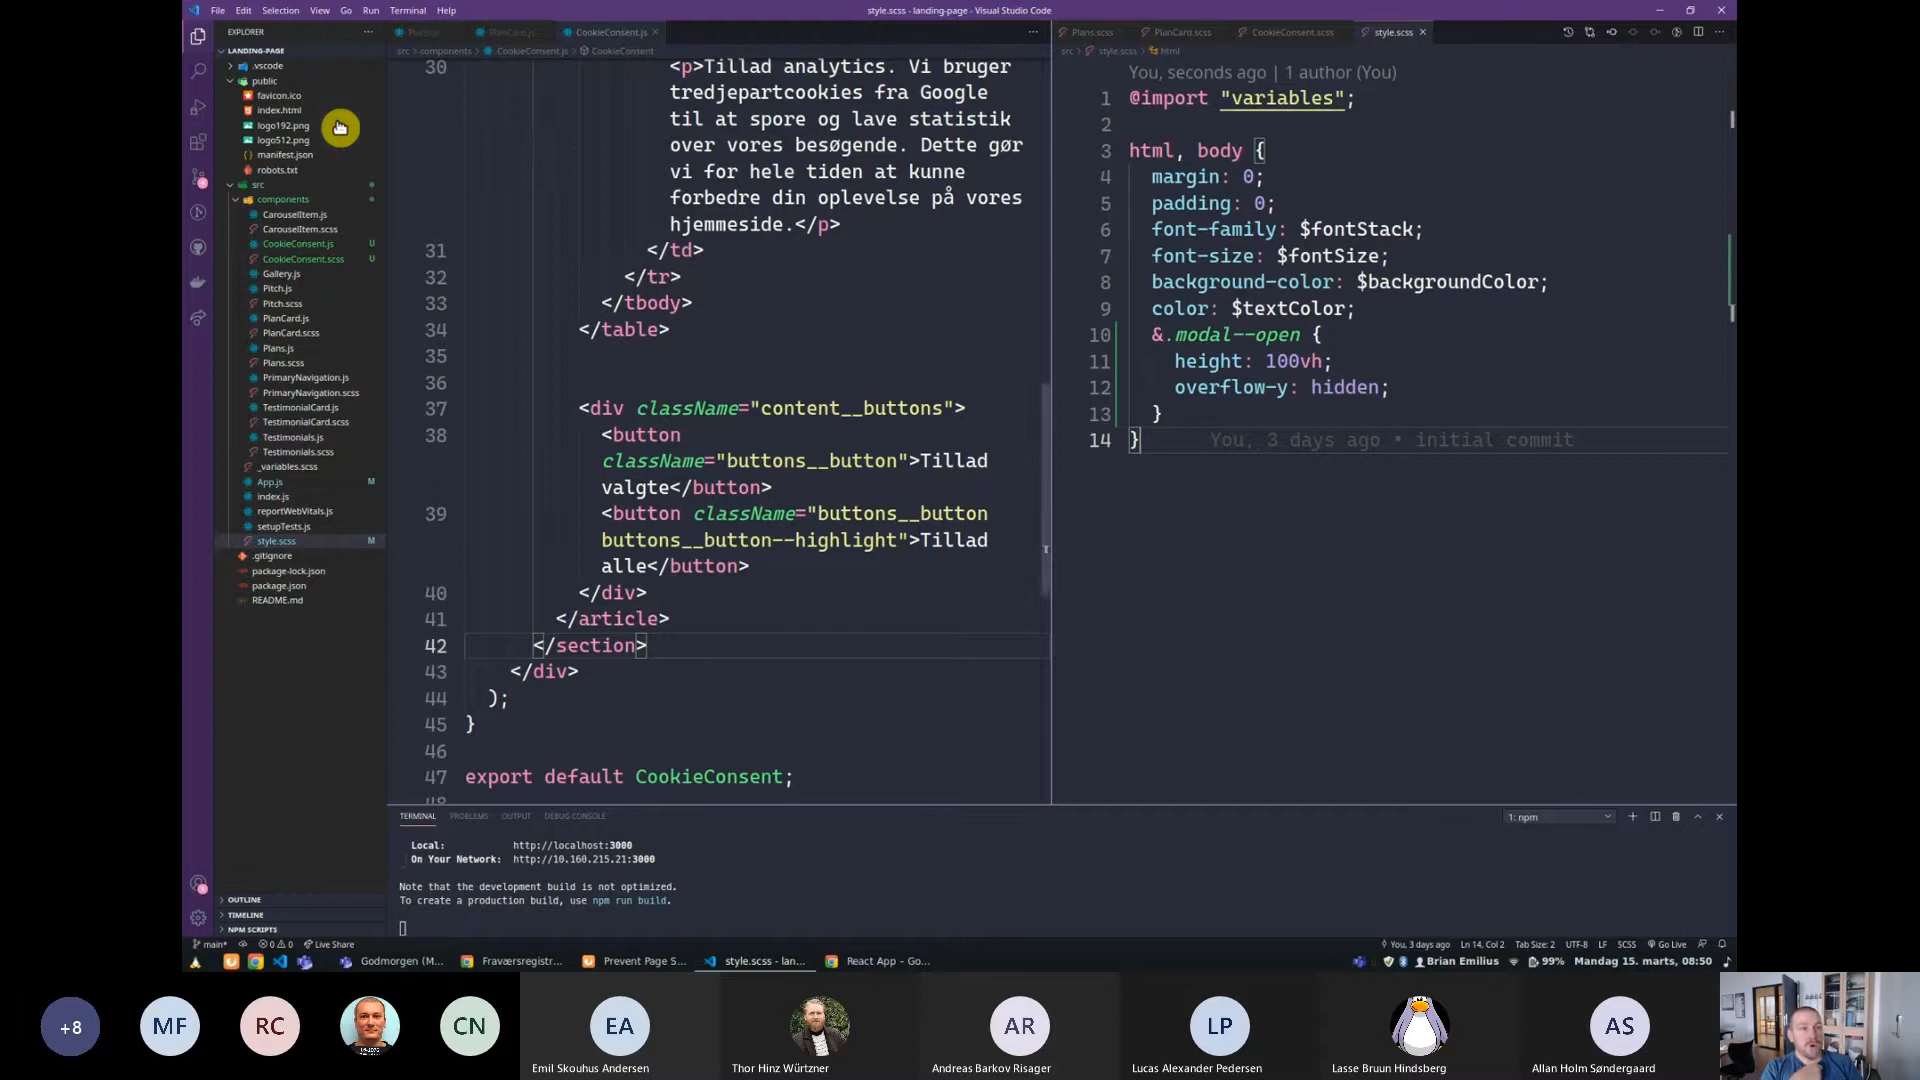 File Edit Selection View Go Run Terminal Help
style.scss - landing-page - Visual Studio Code
EXPLORER
LANDING-PAGE
.vscode
public
favicon.ico
index.html
logo192.png
logo512.png
manifest.json
robots.txt
src
components
CarouselItem.js
CarouselItem.scss
CookieConsent.js U
CookieConsent.scss U
Gallery.js
Pitch.js
Pitch.scss
PlanCard.js
PlanCard.scss
Plans.js
Plans.scss
PrimaryNavigation.js
PrimaryNavigation.scss
TestimonialCard.js
TestimonialCard.scss
Testimonials.js
Testimonials.scss
_variables.scss
App.js M
index.js
reportWebVitals.js
setupTests.js
style.scss M
.gitignore
package-lock.json
package.json
README.md
OUTLINE
TIMELINE
NPM SCRIPTS
PlanCard.js CookieConsent.js
src > components > CookieConsent.js > CookieConsent
30 <p>Tillad analytics. Vi bruger
tredjepartcookies fra Google
til at spore og lave statistik
over vores besøgende. Dette gør
vi for hele tiden at kunne
forbedre din oplevelse på vores
hjemmeside.</p>
31 </td>
32 </tr>
33 </tbody>
34 </table>
35
36
37 <div className="content__buttons">
38 <button
className="buttons__button">Tillad
valgte</button>
39 <button className="buttons__button
buttons__button--highlight">Tillad
alle</button>
40 </div>
41 </article>
42 </section>
43 </div>
44 );
45 }
46
47 export default CookieConsent;
48
Plans.scss PlanCard.scss CookieConsent.scss style.scss
src > style.scss > html
You, seconds ago | 1 author (You)
1 @import "variables";
2
3 html, body {
4 margin: 0;
5 padding: 0;
6 font-family: $fontStack;
7 font-size: $fontSize;
8 background-color: $backgroundColor;
9 color: $textColor;
10 &.modal--open {
11 height: 100vh;
12 overflow-y: hidden;
13 }
14 } You, 3 days ago • initial commit
TERMINAL PROBLEMS OUTPUT DEBUG CONSOLE
1: npm
Local: http://localhost:3000
On Your Network: http://10.160.215.21:3000
Note that the development build is not optimized.
To create a production build, use npm run build.
main* 0 0 Live Share
You, 3 days ago Ln 14, Col 2 Tab Size: 2 UTF-8 LF SCSS Go Live
Godmorgen (M... Fraværsregistr... Prevent Page S... style.scss - lan... React App – Go...
Brian Emilius 99% Mandag 15. marts, 08:50
+8 MF RC CN EA AR LP AS
Emil Skouhus Andersen Thor Hinz Würtzner Andreas Barkov Risager Lucas Alexander Pedersen Lasse Bruun Hindsberg Allan Holm Søndergaard